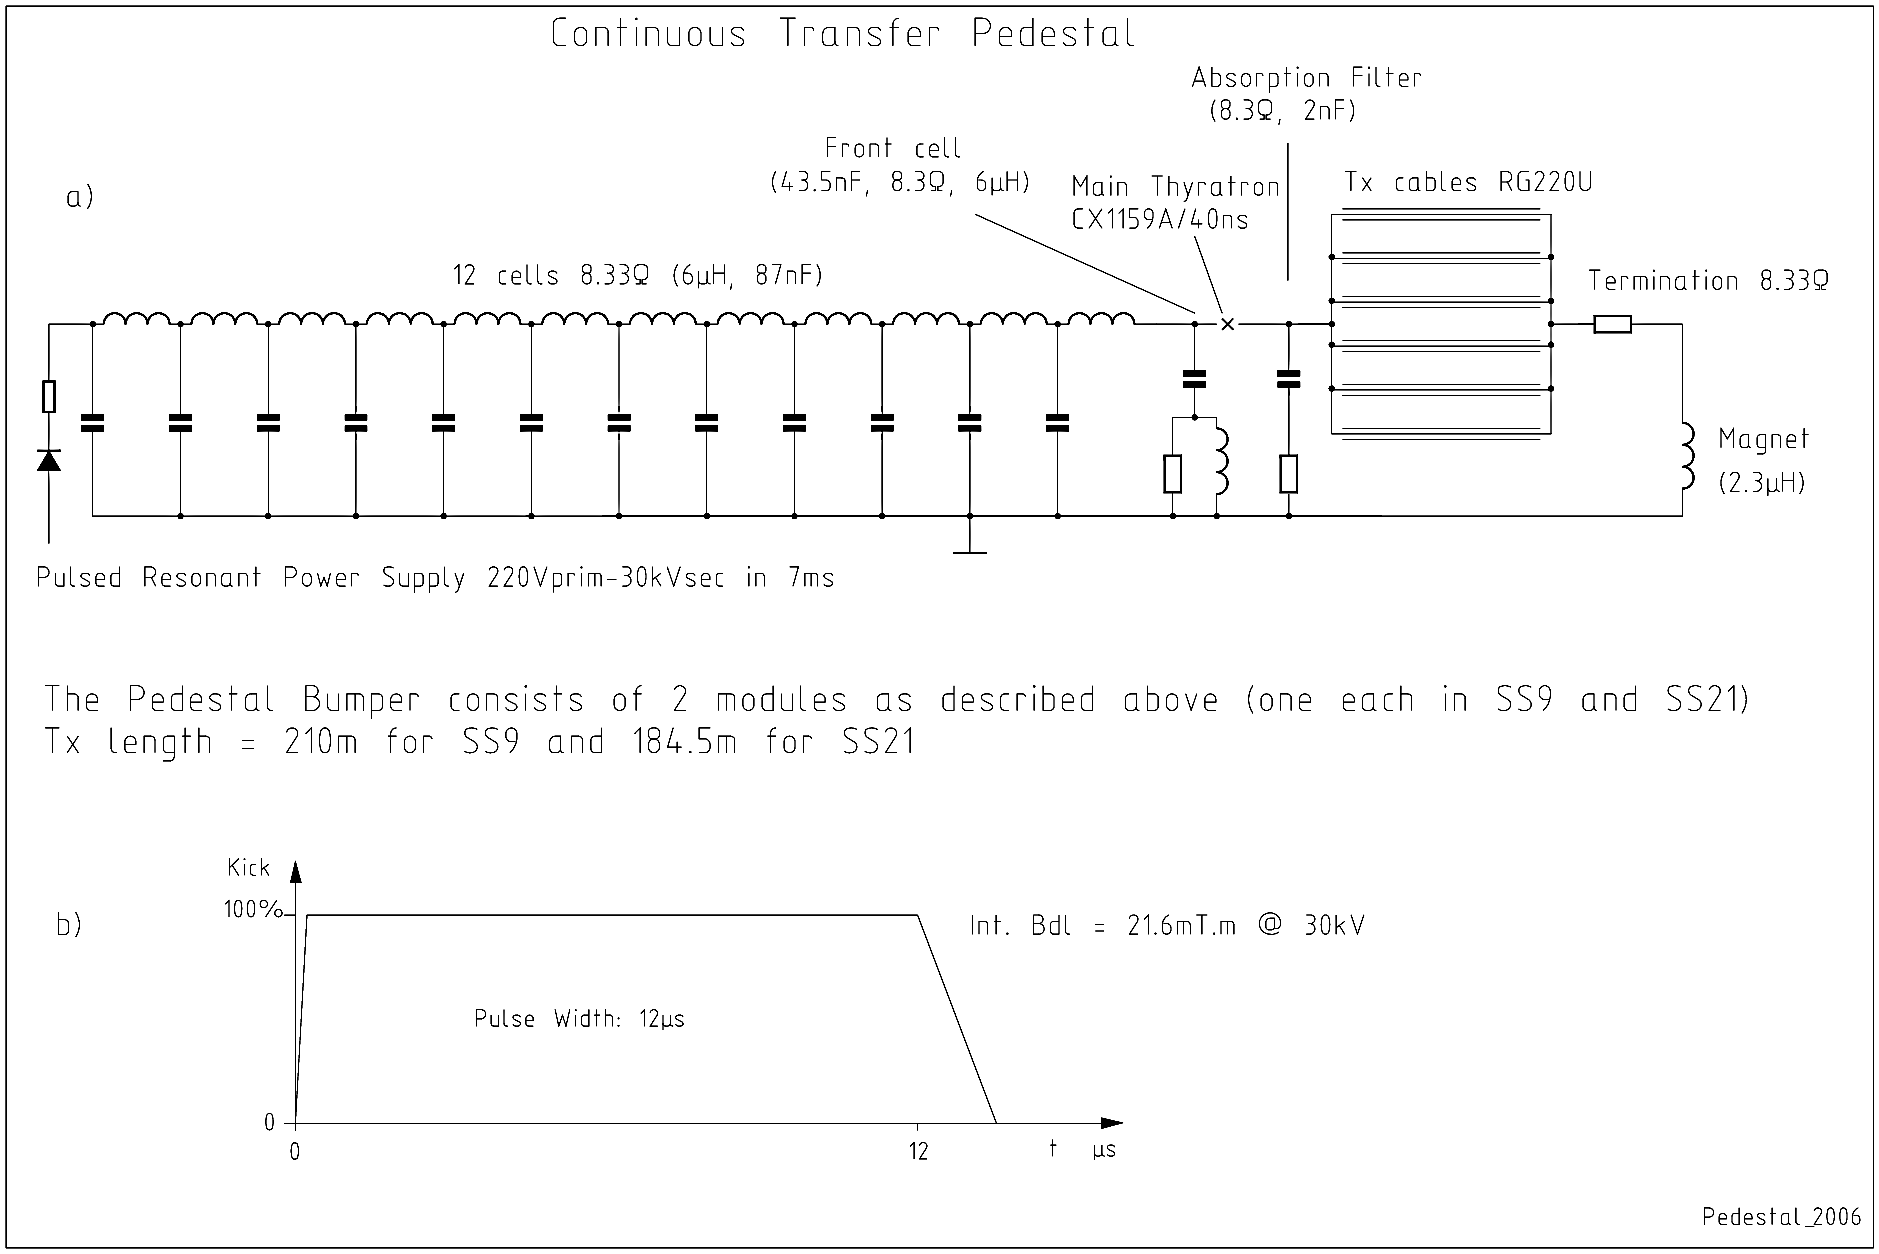 Continuous Transfer Pedestal
Absorption Filter
(8.3Ω, 2nF)
Front cell
(43.5nF, 8.3Ω, 6µH)
Main Thyratron
CX1159A/40ns
Tx cables RG220U
a)
12 cells 8.33Ω (6µH, 87nF)
Termination 8.33Ω
Magnet
(2.3µH)
Pulsed Resonant Power Supply 220Vprim-30kVsec in 7ms
The Pedestal Bumper consists of 2 modules as described above (one each in SS9 and SS21)
Tx length = 210m for SS9 and 184.5m for SS21
Kick
100%
b)
Int. Bdl = 21.6mT.m @ 30kV
Pulse Width: 12µs
0
0
12
t µs
Pedestal_2006